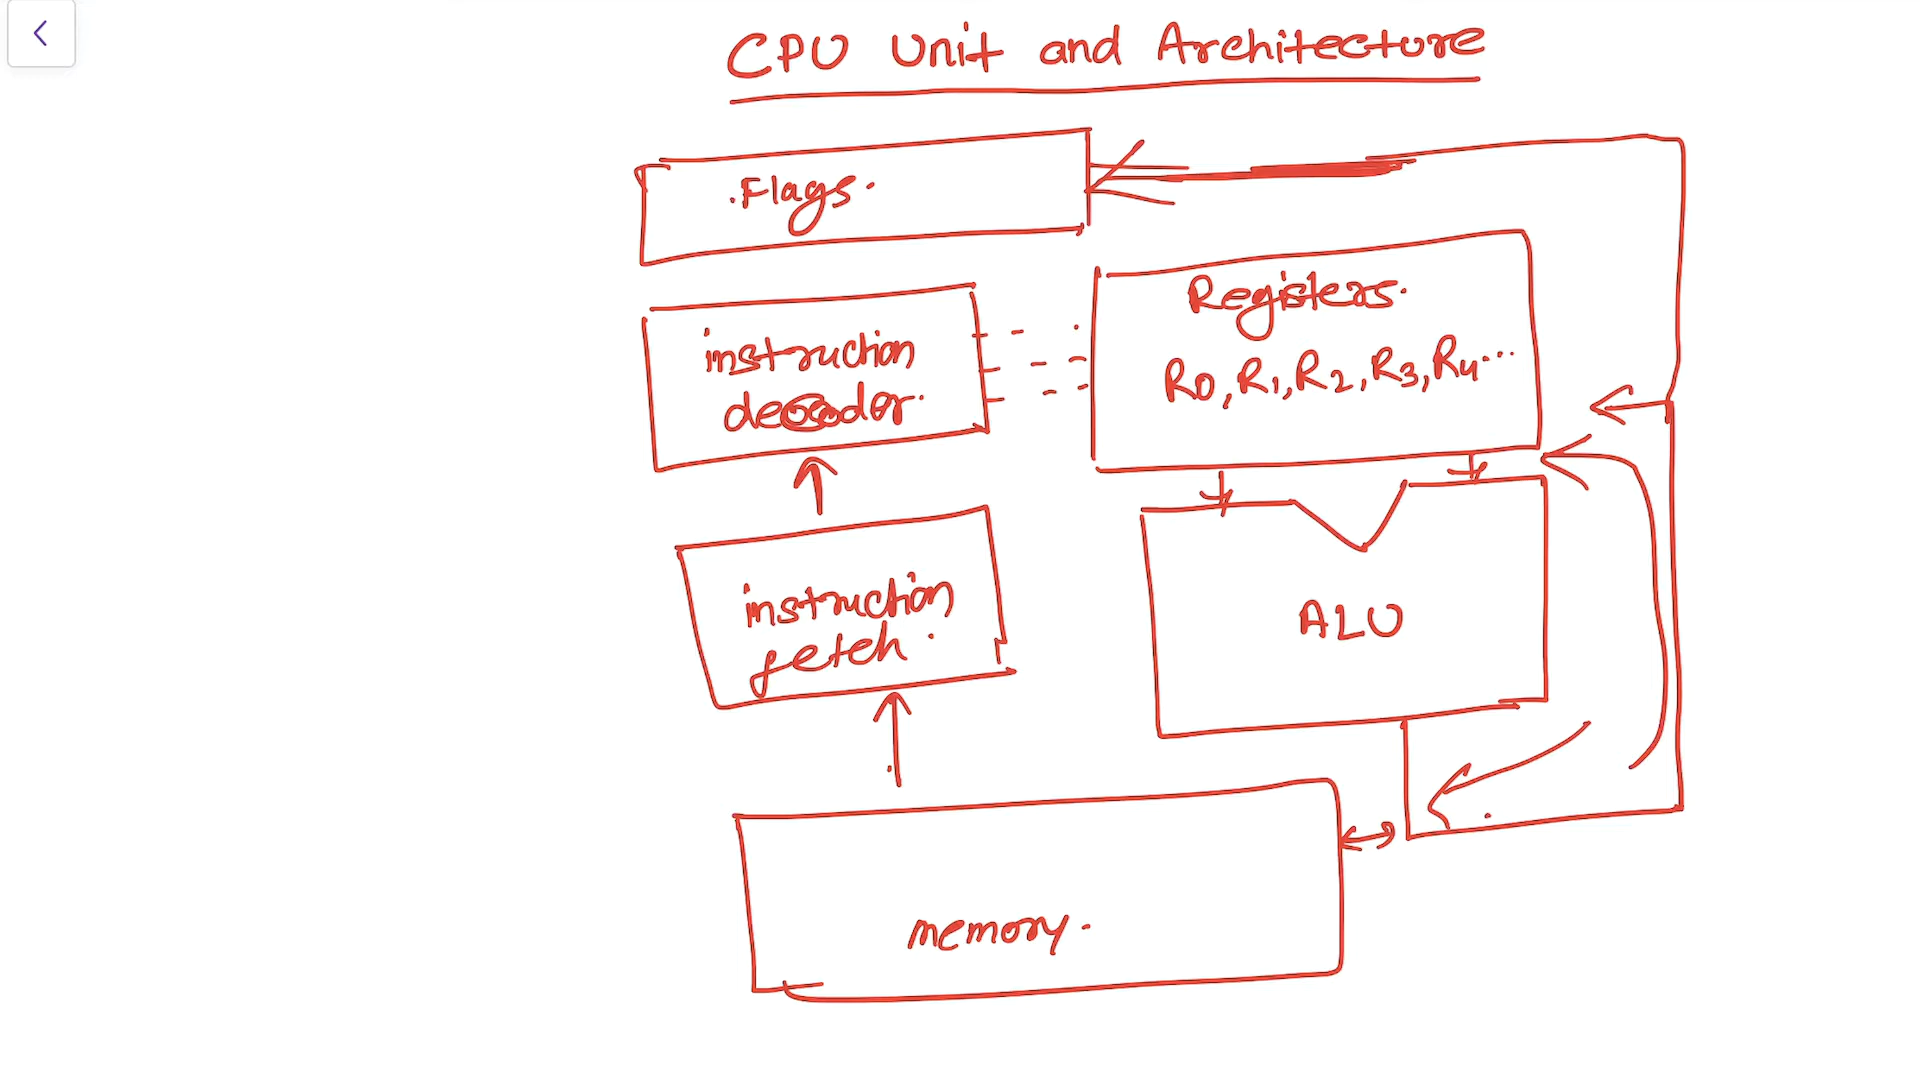 CPU Unit and Architecture
.Flags.
Registers.
R0, R1, R2, R3, R4...
instruction
decoder.
instruction
fetch.
ALU
memory.